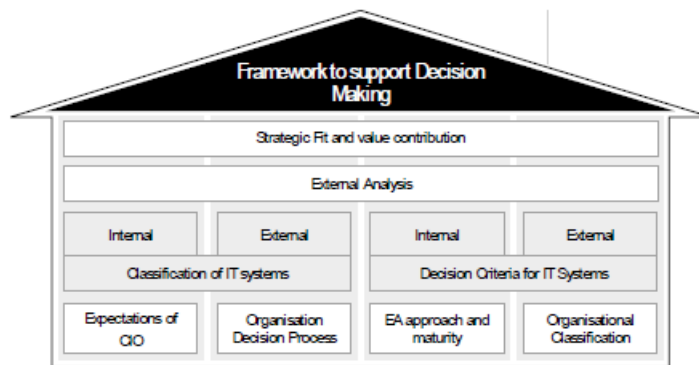 Framework to support Decision
Making
Strategic Fit and value contribution
External Analysis
Internal External Internal External
Classification of IT systems Decision Criteria for IT Systems
Expectations of
CIO
Organisation
Decision Process
EA approach and
maturity
Organisational
Classification